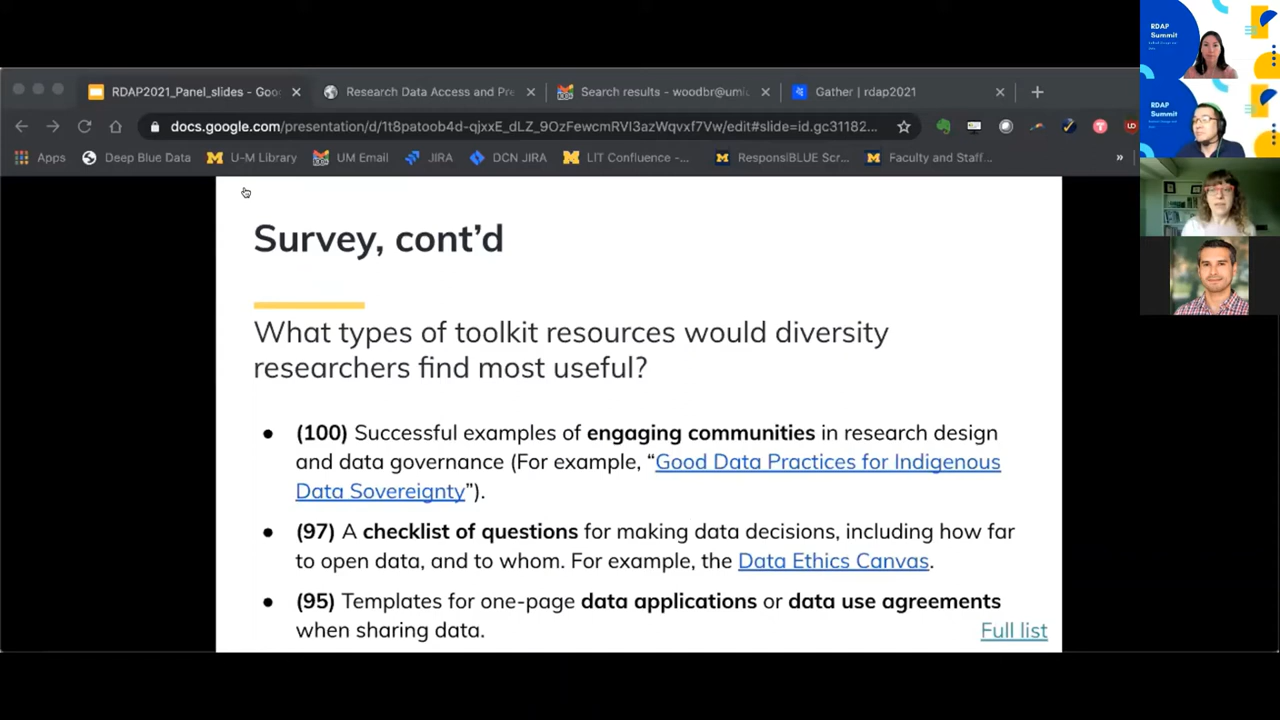 RDAP2021_Panel_slides - Goo
Research Data Access and Pre
Search results - woodbr@umic
Gather | rdap2021
docs.google.com/presentation/d/1t8patoob4d-qjxxE_dLZ_9OzFewcmRVI3azWqvxf7Vw/edit#slide=id.gc31182...
Apps
Deep Blue Data
U-M Library
UM Email
JIRA
DCN JIRA
LIT Confluence -...
ResponsiBLUE Scr...
Faculty and Staff...
»
Survey, cont’d
What types of toolkit resources would diversity
researchers find most useful?
● (100) Successful examples of engaging communities in research design
and data governance (For example, “Good Data Practices for Indigenous
Data Sovereignty”).
● (97) A checklist of questions for making data decisions, including how far
to open data, and to whom. For example, the Data Ethics Canvas.
● (95) Templates for one-page data applications or data use agreements
when sharing data.
Full list
RDAP
Summit
RDAP
Summit